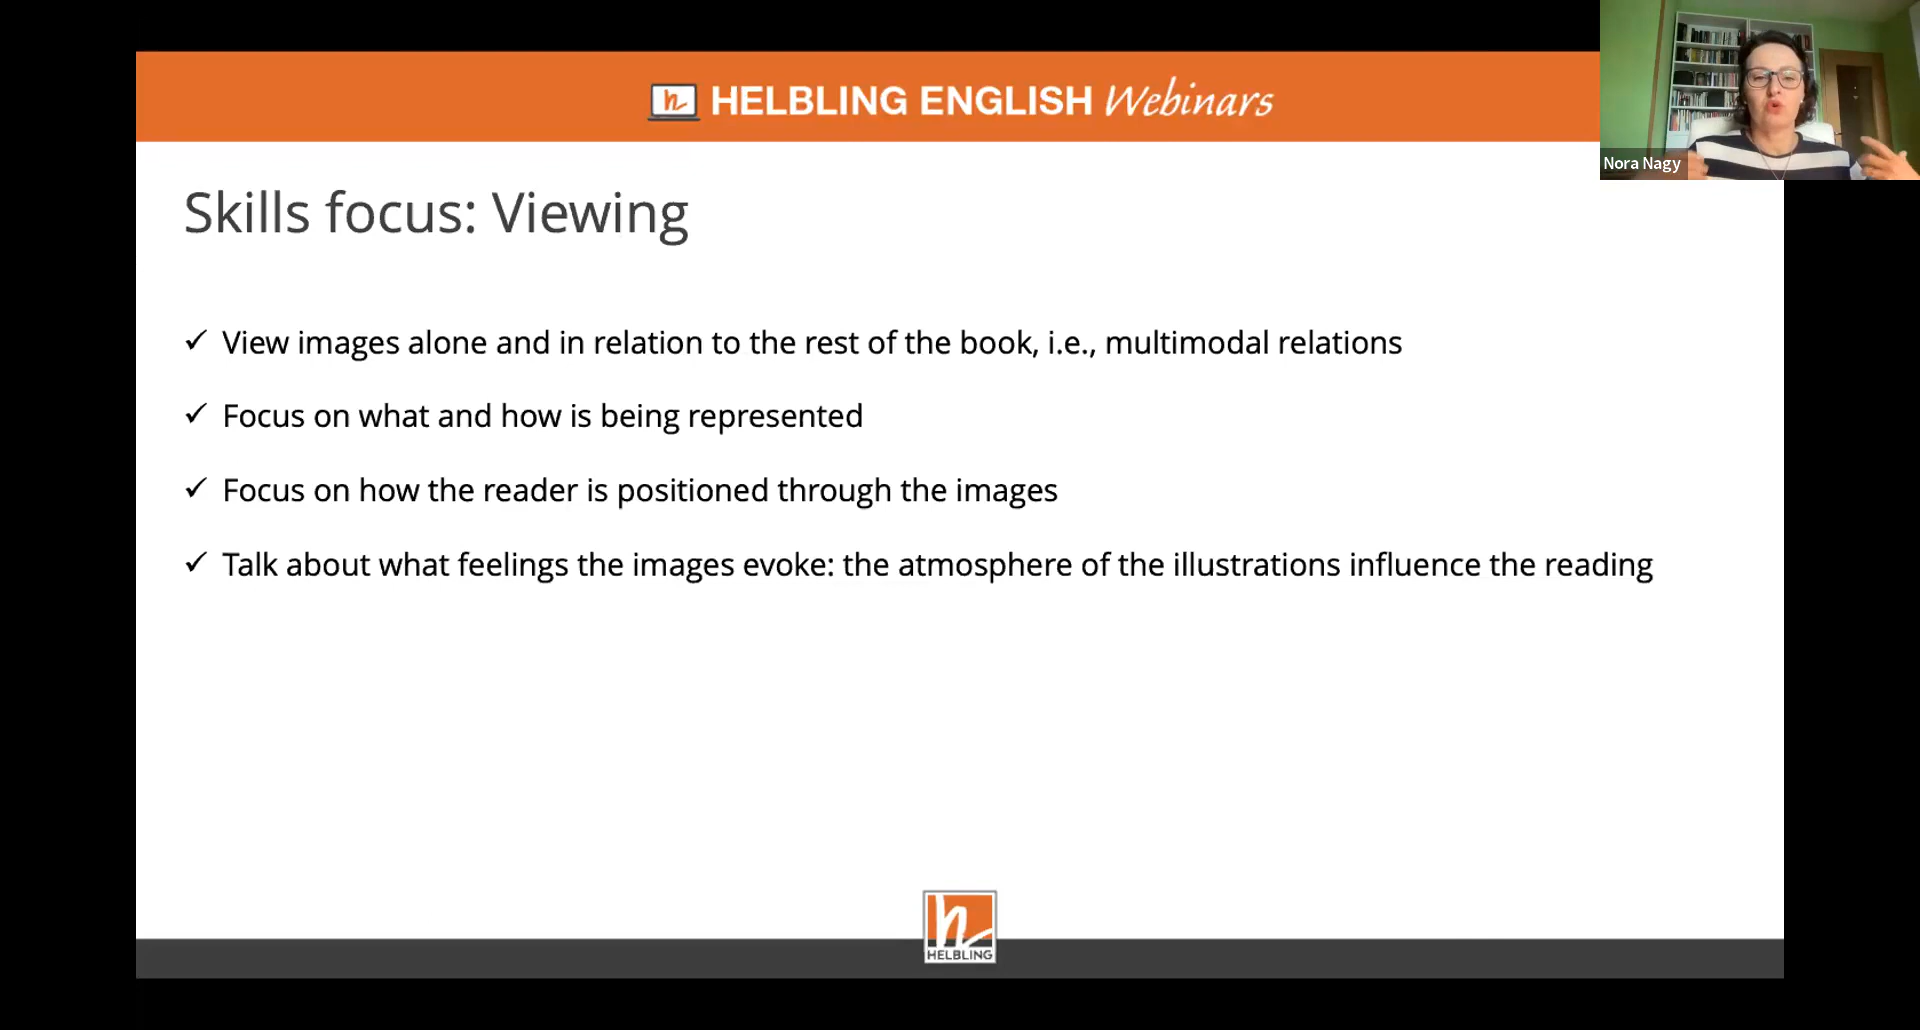 HELBLING ENGLISH Webinars
Nora Nagy
Skills focus: Viewing
✓ View images alone and in relation to the rest of the book, i.e., multimodal relations
✓ Focus on what and how is being represented
✓ Focus on how the reader is positioned through the images
✓ Talk about what feelings the images evoke: the atmosphere of the illustrations influence the reading
h
HELBLING